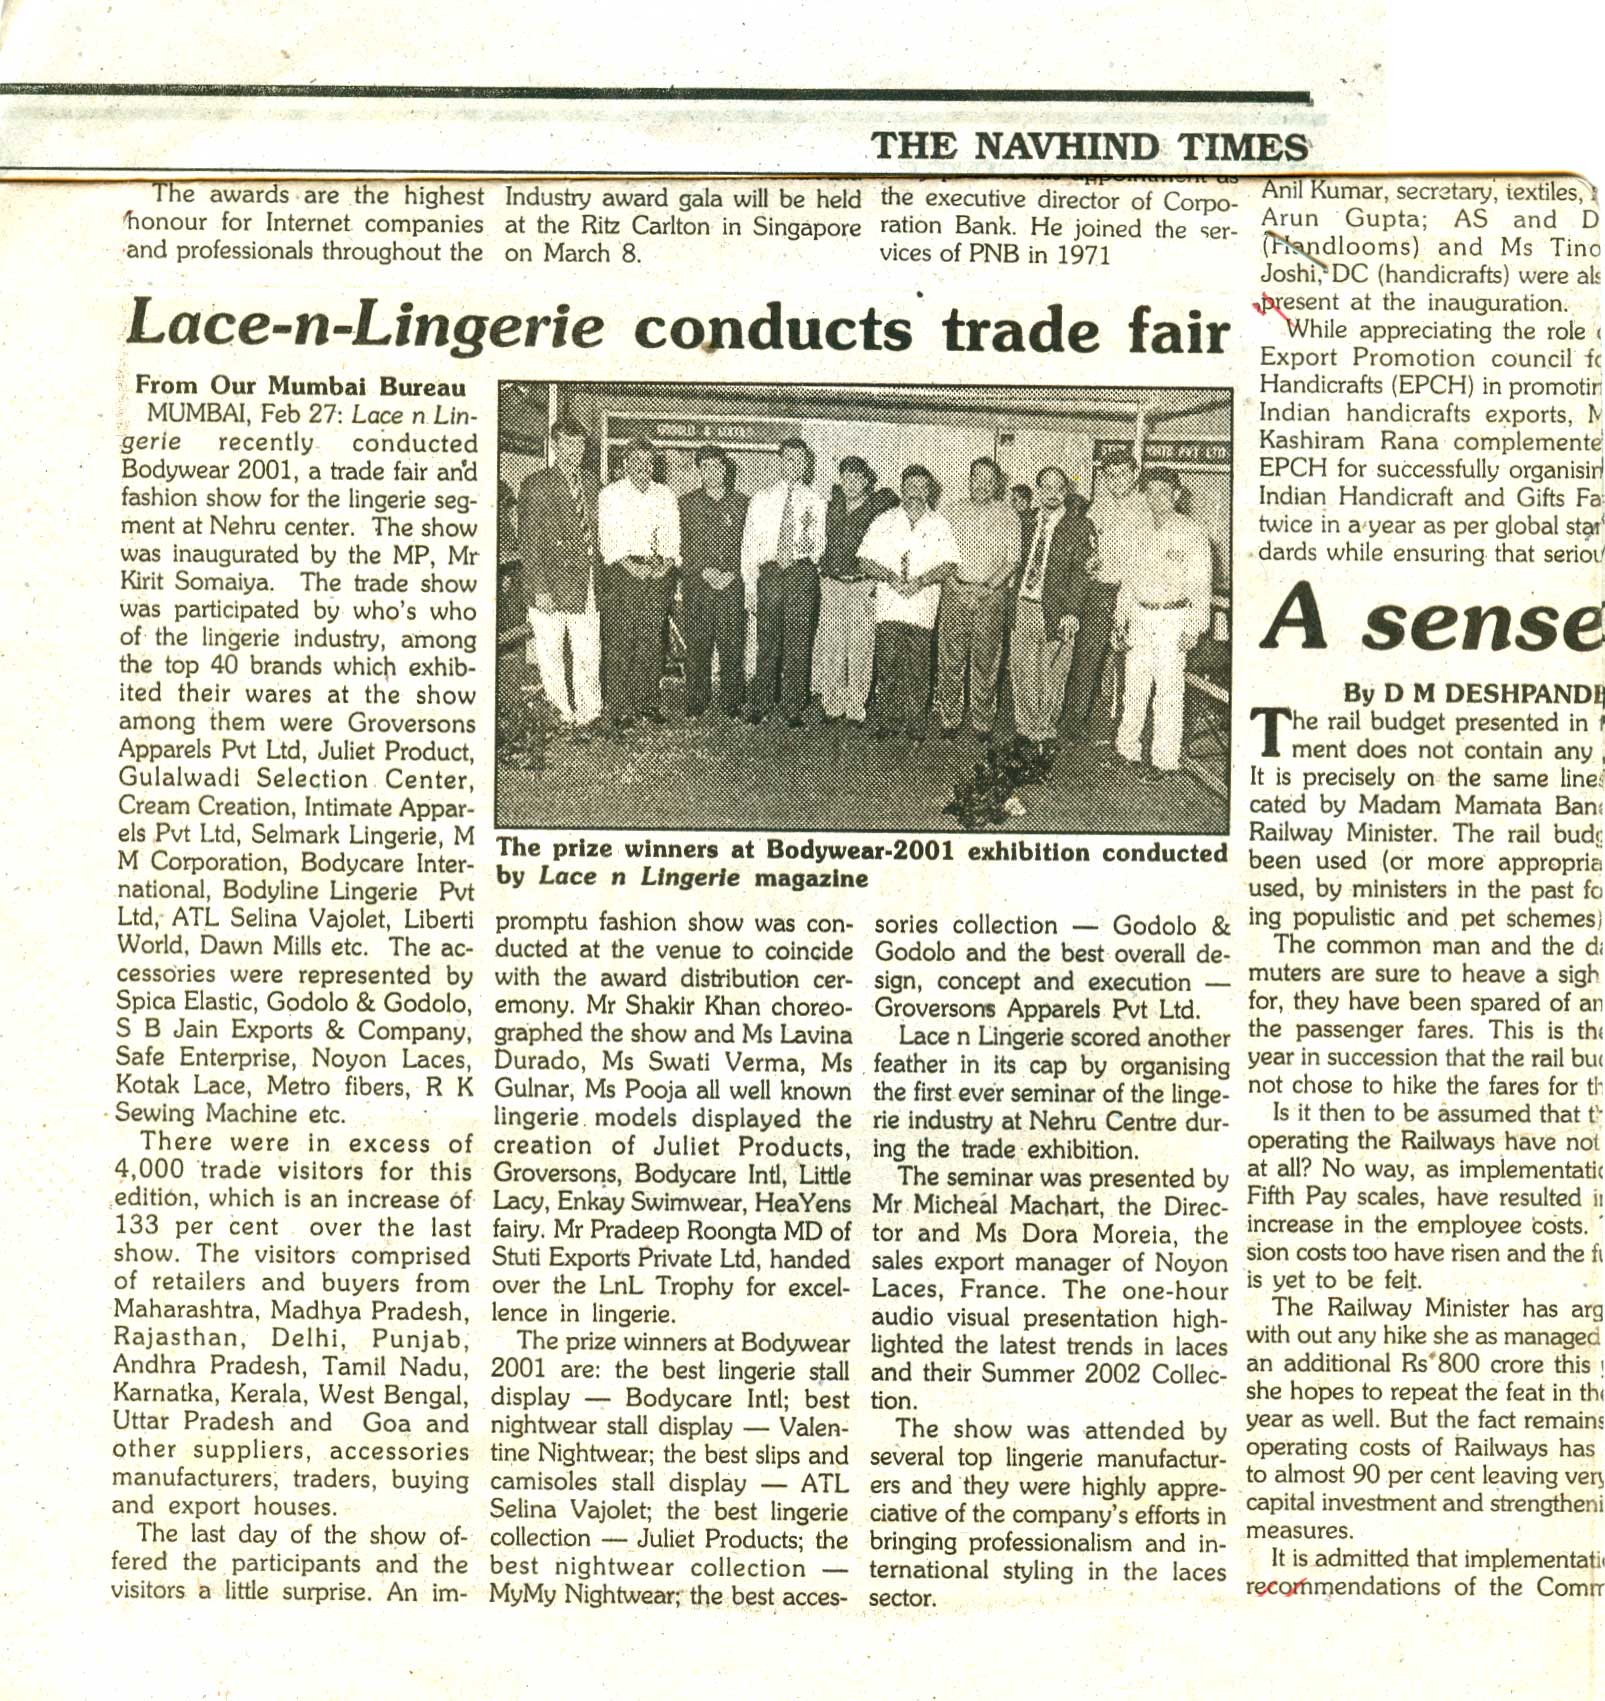 THE NAVHIND TIMES
The awards are the highest
honour for Internet companies
and professionals throughout the
Industry award gala will be held
at the Ritz Carlton in Singapore
on March 8.
the executive director of Corpo-
ration Bank. He joined the ser-
vices of PNB in 1971
Lace-n-Lingerie conducts trade fair
From Our Mumbai Bureau
MUMBAI, Feb 27: Lace n Lin-
gerie recently conducted
Bodywear 2001, a trade fair and
fashion show for the lingerie seg-
ment at Nehru center. The show
was inaugurated by the MP, Mr
Kirit Somaiya. The trade show
was participated by who's who
of the lingerie industry, among
the top 40 brands which exhib-
ited their wares at the show
among them were Groversons
Apparels Pvt Ltd, Juliet Product,
Gulalwadi Selection Center,
Cream Creation, Intimate Appar-
els Pvt Ltd, Selmark Lingerie, M
M Corporation, Bodycare Inter-
national, Bodyline Lingerie Pvt
Ltd, ATL Selina Vajolet, Liberti
World, Dawn Mills etc. The ac-
cessories were represented by
Spica Elastic, Godolo & Godolo,
S B Jain Exports & Company,
Safe Enterprise, Noyon Laces,
Kotak Lace, Metro fibers, R K
Sewing Machine etc.
There were in excess of
4,000 trade visitors for this
edition, which is an increase of
133 per cent over the last
show. The visitors comprised
of retailers and buyers from
Maharashtra, Madhya Pradesh,
Rajasthan, Delhi, Punjab,
Andhra Pradesh, Tamil Nadu,
Karnatka, Kerala, West Bengal,
Uttar Pradesh and Goa and
other suppliers, accessories
manufacturers, traders, buying
and export houses.
The last day of the show of-
fered the participants and the
visitors a little surprise. An im-
The prize winners at Bodywear-2001 exhibition conducted
by Lace n Lingerie magazine
promptu fashion show was con-
ducted at the venue to coincide
with the award distribution cer-
emony. Mr Shakir Khan choreo-
graphed the show and Ms Lavina
Durado, Ms Swati Verma, Ms
Gulnar, Ms Pooja all well known
lingerie models displayed the
creation of Juliet Products,
Groversons, Bodycare Intl, Little
Lacy, Enkay Swimwear, HeaYens
fairy. Mr Pradeep Roongta MD of
Stuti Exports Private Ltd, handed
over the LnL Trophy for excel-
lence in lingerie.
The prize winners at Bodywear
2001 are: the best lingerie stall
display — Bodycare Intl; best
nightwear stall display — Valen-
tine Nightwear; the best slips and
camisoles stall display — ATL
Selina Vajolet; the best lingerie
collection — Juliet Products; the
best nightwear collection —
MyMy Nightwear; the best acces-
sories collection — Godolo &
Godolo and the best overall de-
sign, concept and execution —
Groversons Apparels Pvt Ltd.
Lace n Lingerie scored another
feather in its cap by organising
the first ever seminar of the linge-
rie industry at Nehru Centre dur-
ing the trade exhibition.
The seminar was presented by
Mr Micheal Machart, the Direc-
tor and Ms Dora Moreia, the
sales export manager of Noyon
Laces, France. The one-hour
audio visual presentation high-
lighted the latest trends in laces
and their Summer 2002 Collec-
tion.
The show was attended by
several top lingerie manufactur-
ers and they were highly appre-
ciative of the company's efforts in
bringing professionalism and in-
ternational styling in the laces
sector.
Anil Kumar, secretary, textiles,
Arun Gupta; AS and D
(Handlooms) and Ms Tino
Joshi, DC (handicrafts) were als
present at the inauguration.
While appreciating the role
Export Promotion council fo
Handicrafts (EPCH) in promotin
Indian handicrafts exports, M
Kashiram Rana complemente
EPCH for successfully organisin
Indian Handicraft and Gifts Fa
twice in a year as per global stan
dards while ensuring that seriou
A sense
By D M DESHPANDE
The rail budget presented in
ment does not contain any
It is precisely on the same line
cated by Madam Mamata Bana
Railway Minister. The rail budg
been used (or more appropria
used, by ministers in the past fo
ing populistic and pet schemes)
The common man and the da
muters are sure to heave a sigh
for, they have been spared of an
the passenger fares. This is the
year in succession that the rail bud
not chose to hike the fares for th
Is it then to be assumed that t
operating the Railways have not
at all? No way, as implementatio
Fifth Pay scales, have resulted i
increase in the employee costs.
sion costs too have risen and the fu
is yet to be felt.
The Railway Minister has arg
with out any hike she as managed
an additional Rs 800 crore this
she hopes to repeat the feat in the
year as well. But the fact remains
operating costs of Railways has
to almost 90 per cent leaving very
capital investment and strengtheni
measures.
It is admitted that implementati
recommendations of the Comm